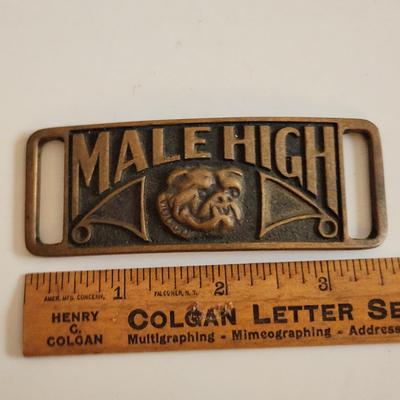 MALE HIGH
1 2 3
AMER. MFG. CONCERN, FALCONER, N.Y.
HENRY C. COLGAN
COLGAN LETTER SE
Multigraphing - Mimeographing - Address